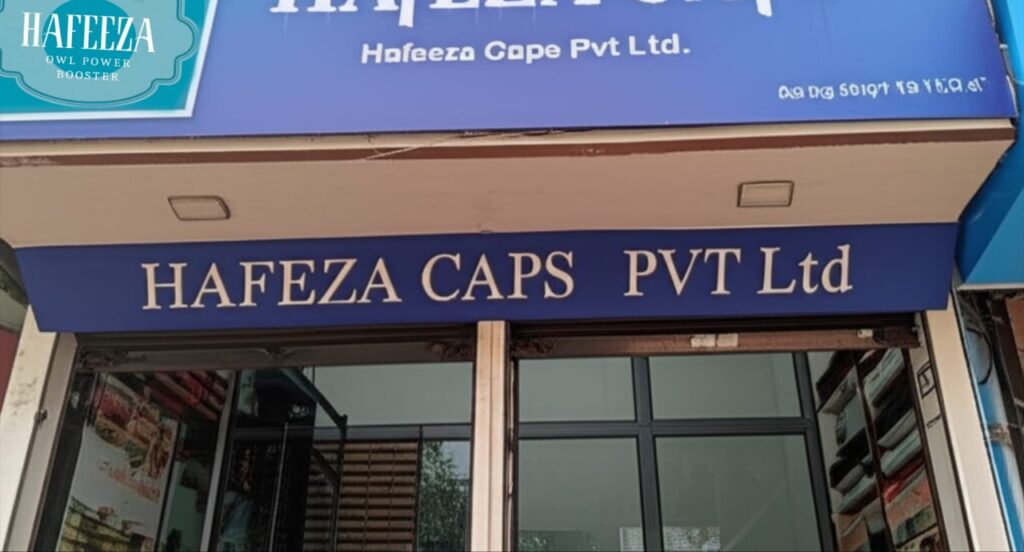 HAFEEZA
OWL POWER
BOOSTER
Hafeeza Cape Pvt Ltd.
HAFEZA CAPS PVT Ltd